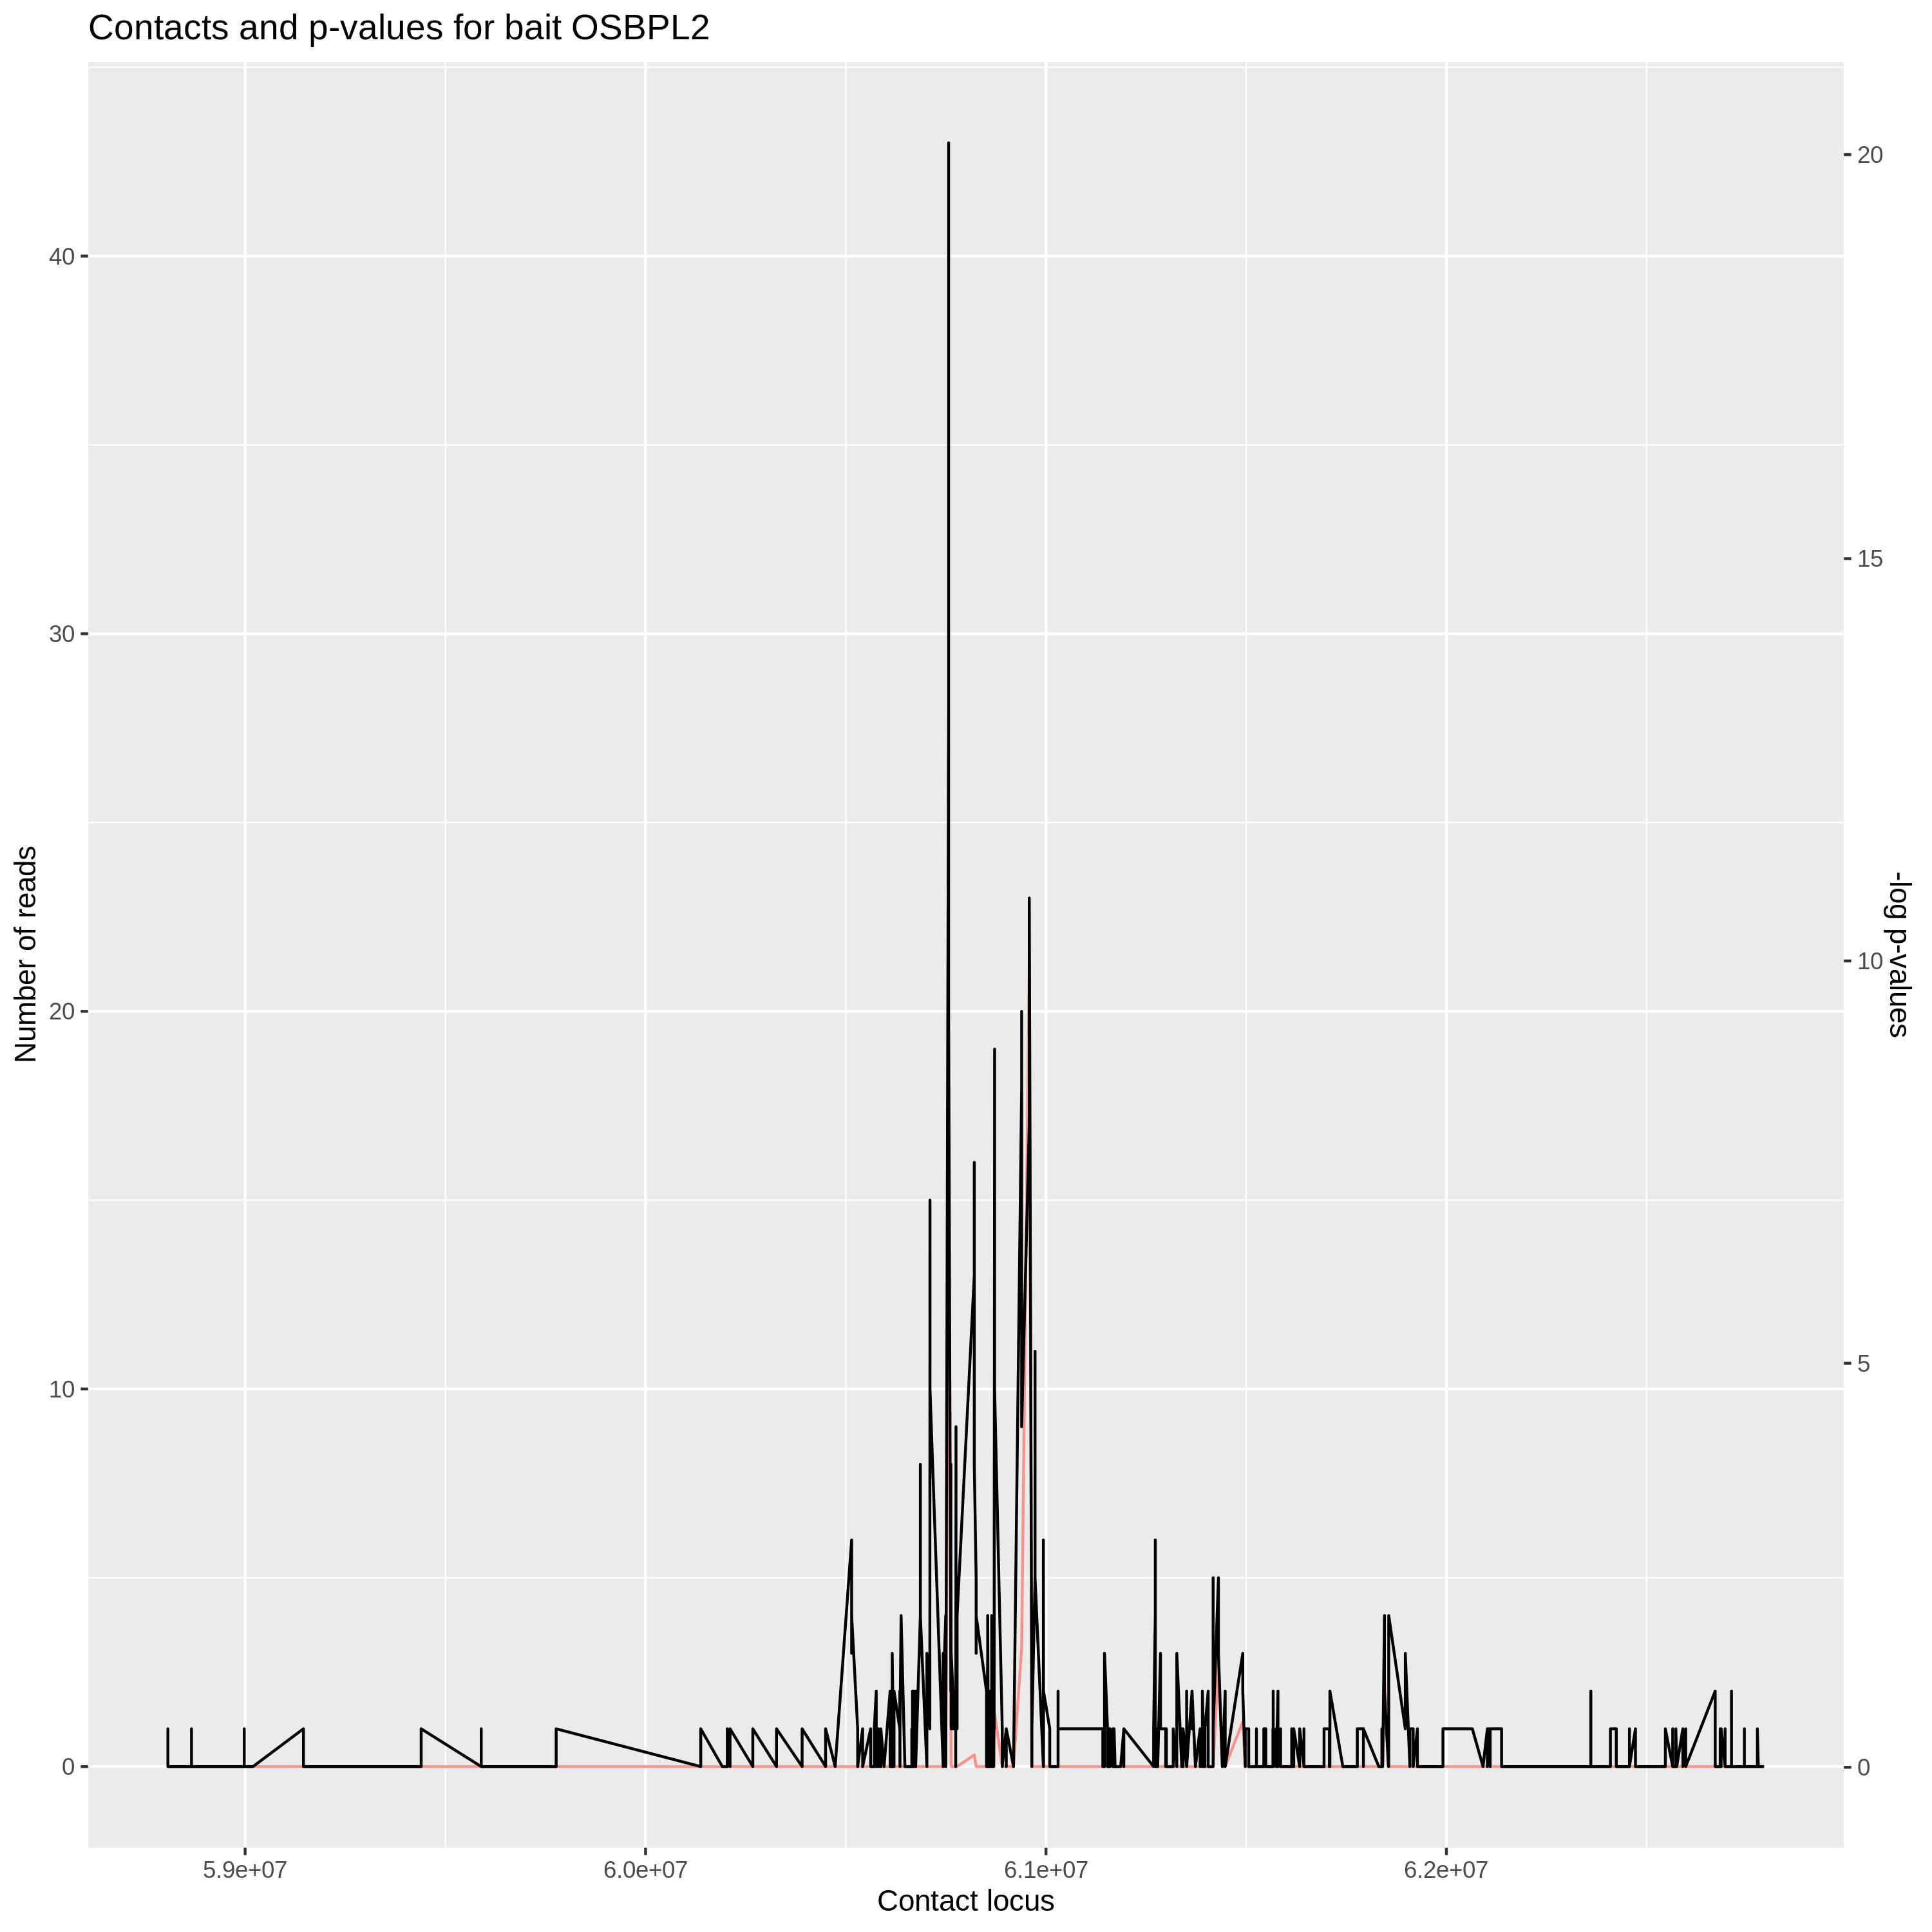 Contacts and p-values for bait OSBPL2
Number of reads
40
30
20
10
0
20
15
10
5
0
-log p-values
5.9e+07 6.0e+07 6.1e+07 6.2e+07
Contact locus